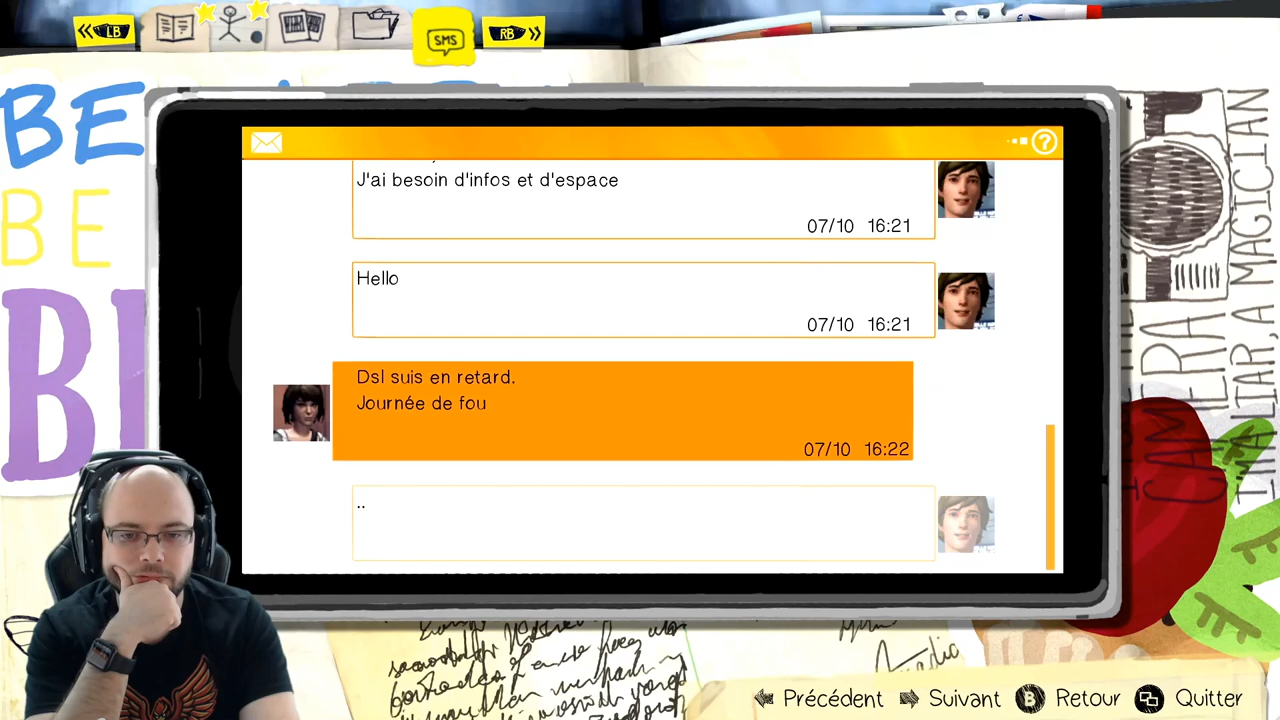 LB
SMS
RB
BE
BE
J'ai besoin d'infos et d'espace
07/10 16:21
Hello
07/10 16:21
Dsl suis en retard.
Journée de fou
07/10 16:22
..
CAMERA
LIAR, A MAGICIAN
Précédent
Suivant
B Retour
Quitter